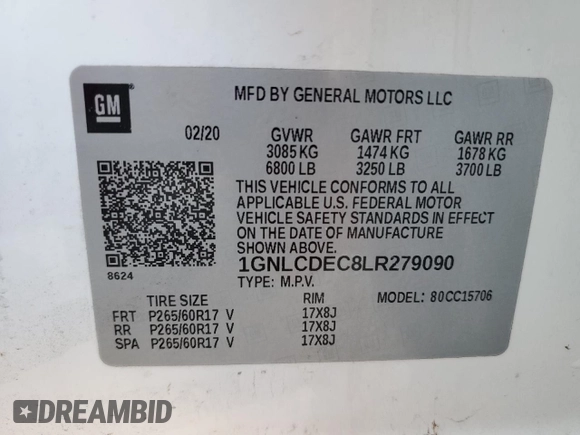 GM
MFD BY GENERAL MOTORS LLC
02/20 GVWR GAWR FRT GAWR RR
3085 KG 1474 KG 1678 KG
6800 LB 3250 LB 3700 LB
THIS VEHICLE CONFORMS TO ALL
APPLICABLE U.S. FEDERAL MOTOR
VEHICLE SAFETY STANDARDS IN EFFECT
ON THE DATE OF MANUFACTURE
SHOWN ABOVE.
8624
1GNLCDEC8LR279090
TYPE: M.P.V.
TIRE SIZE RIM MODEL: 80CC15706
FRT P265/60R17 V 17X8J
RR P265/60R17 V 17X8J
SPA P265/60R17 V 17X8J
DREAMBID